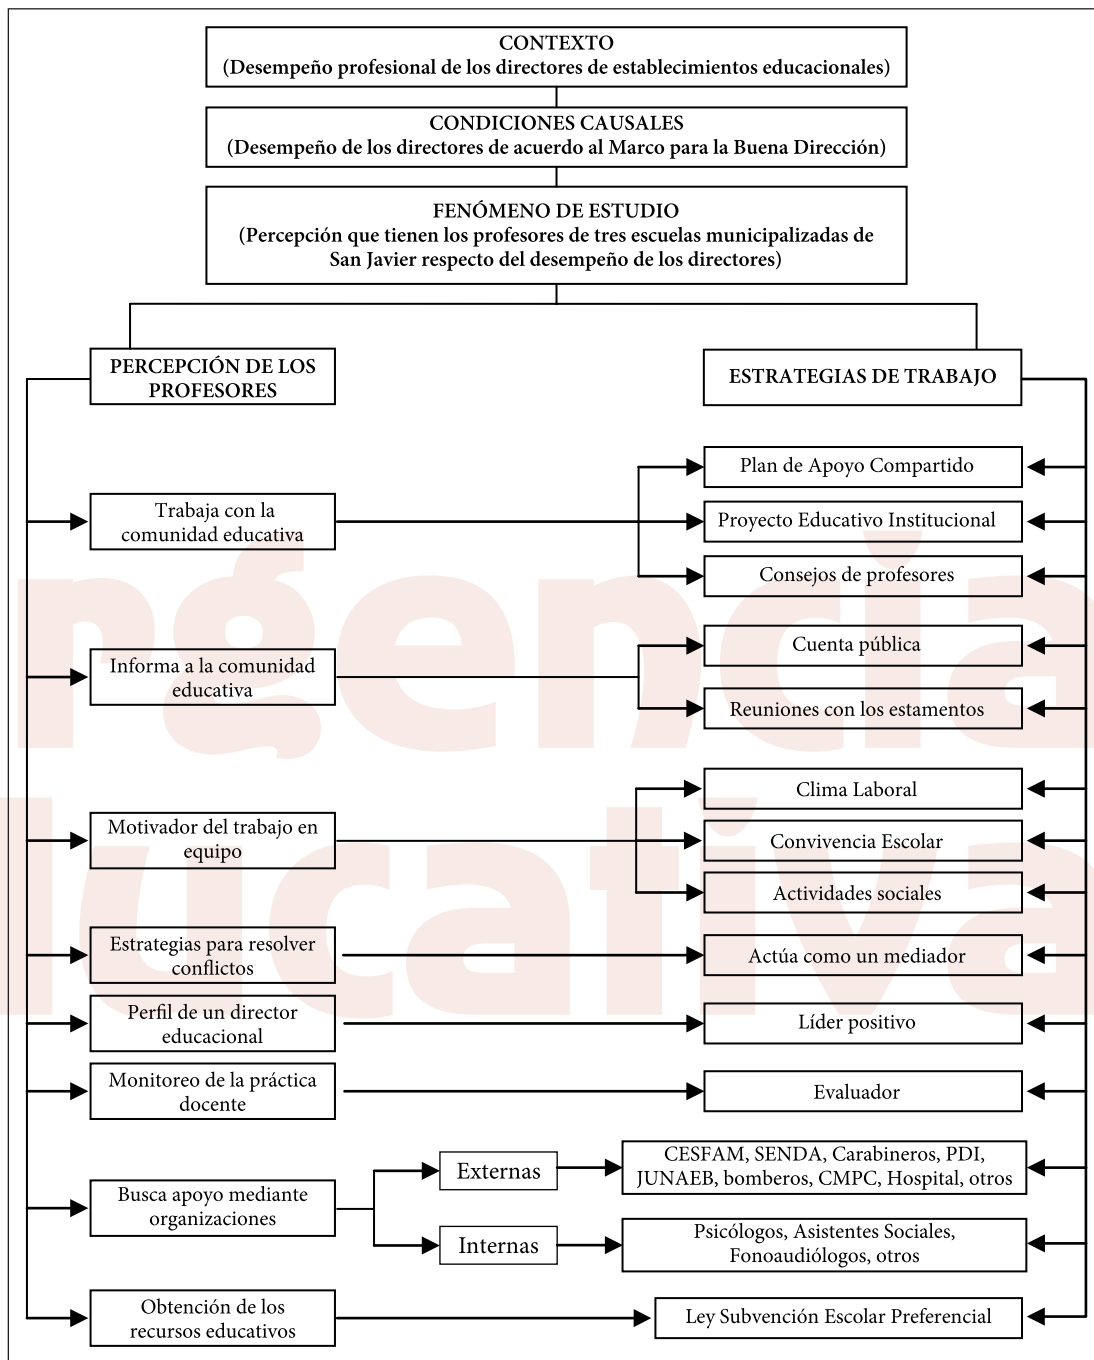 CONTEXTO
(Desempeño profesional de los directores de establecimientos educacionales)
CONDICIONES CAUSALES
(Desempeño de los directores de acuerdo al Marco para la Buena Dirección)
FENÓMENO DE ESTUDIO
(Percepción que tienen los profesores de tres escuelas municipalizadas de
San Javier respecto del desempeño de los directores)
PERCEPCIÓN DE LOS
PROFESORES
ESTRATEGIAS DE TRABAJO
Trabaja con la
comunidad educativa
Plan de Apoyo Compartido
Proyecto Educativo Institucional
Consejos de profesores
Informa a la comunidad
educativa
Cuenta pública
Reuniones con los estamentos
Motivador del trabajo en
equipo
Clima Laboral
Convivencia Escolar
Actividades sociales
Estrategias para resolver
conflictos
Actúa como un mediador
Perfil de un director
educacional
Líder positivo
Monitoreo de la práctica
docente
Evaluador
Busca apoyo mediante
organizaciones
Externas
CESFAM, SENDA, Carabineros, PDI,
JUNAEB, bomberos, CMPC, Hospital, otros
Internas
Psicólogos, Asistentes Sociales,
Fonoaudiólogos, otros
Obtención de los
recursos educativos
Ley Subvención Escolar Preferencial
rgencia
ducativa